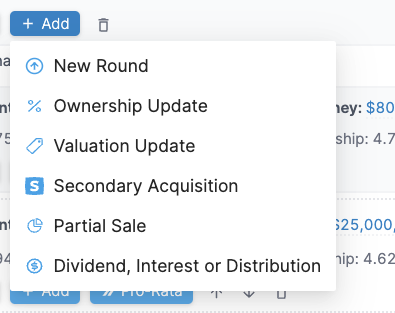 + Add
New Round
Ownership Update
ney: $80
Valuation Update
ship: 4.7
S Secondary Acquisition
Partial Sale
$25,000,
Dividend, Interest or Distribution
hip: 4.62
+ Add
Pro-Rata